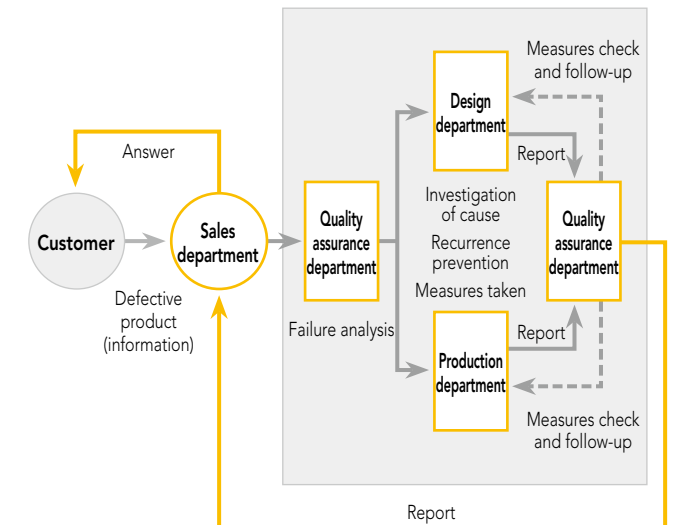 Measures check
and follow-up
Design
department
Answer
Report
Investigation
of cause
Customer
Sales
department
Quality
assurance
department
Recurrence
prevention
Quality
assurance
department
Measures taken
Defective
product
(information)
Failure analysis
Report
Production
department
Measures check
and follow-up
Report